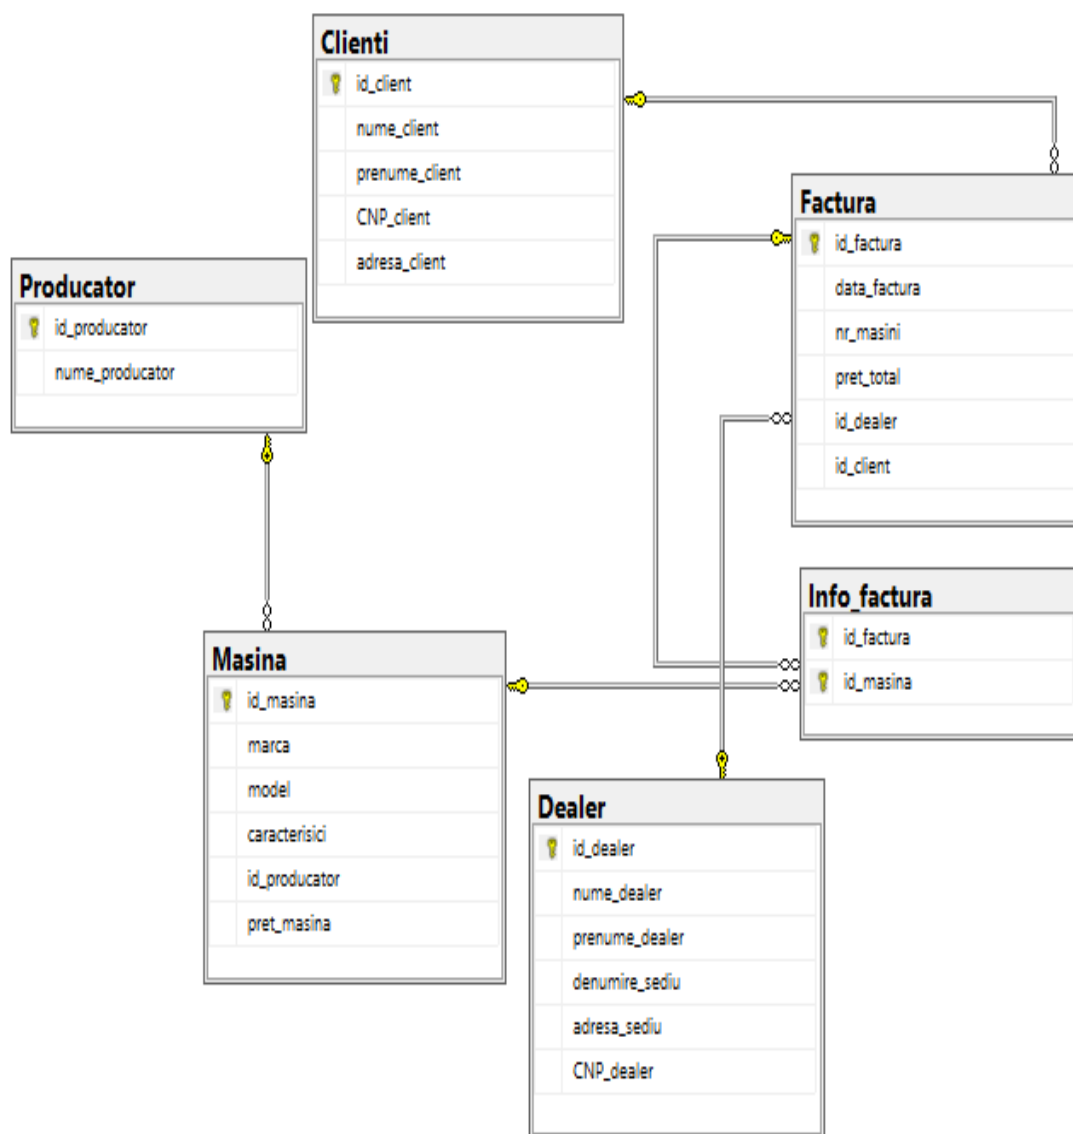 Clienti
id_client
nume_client
prenume_client
CNP_client
adresa_client
Factura
id_factura
data_factura
nr_masini
pret_total
id_dealer
id_client
Producator
id_producator
nume_producator
Info_factura
id_factura
id_masina
Masina
id_masina
marca
model
caracterisici
id_producator
pret_masina
Dealer
id_dealer
nume_dealer
prenume_dealer
denumire_sediu
adresa_sediu
CNP_dealer